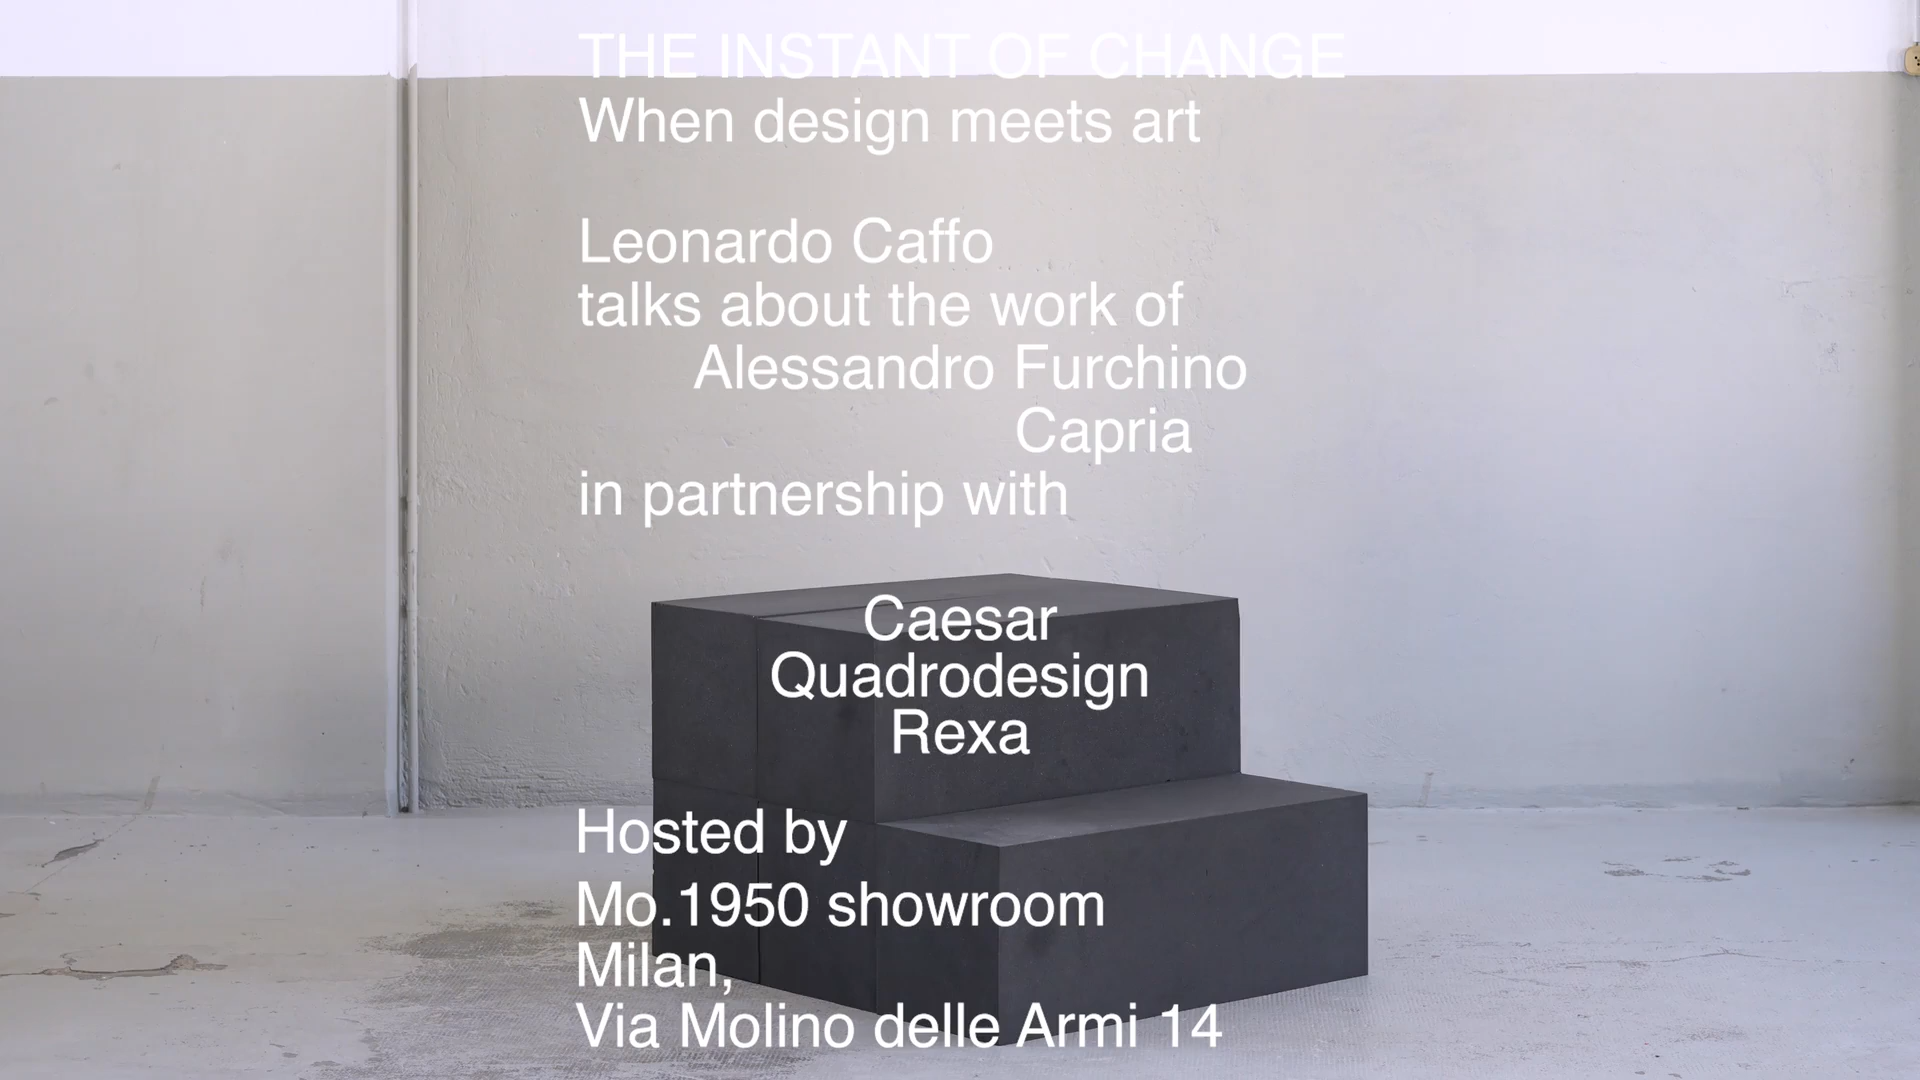 THE INSTANT OF CHANGE
When design meets art
Leonardo Caffo
talks about the work of
Alessandro Furchino
Capria
in partnership with
Caesar
Quadrodesign
Rexa
Hosted by
Mo.1950 showroom
Milan,
Via Molino delle Armi 14